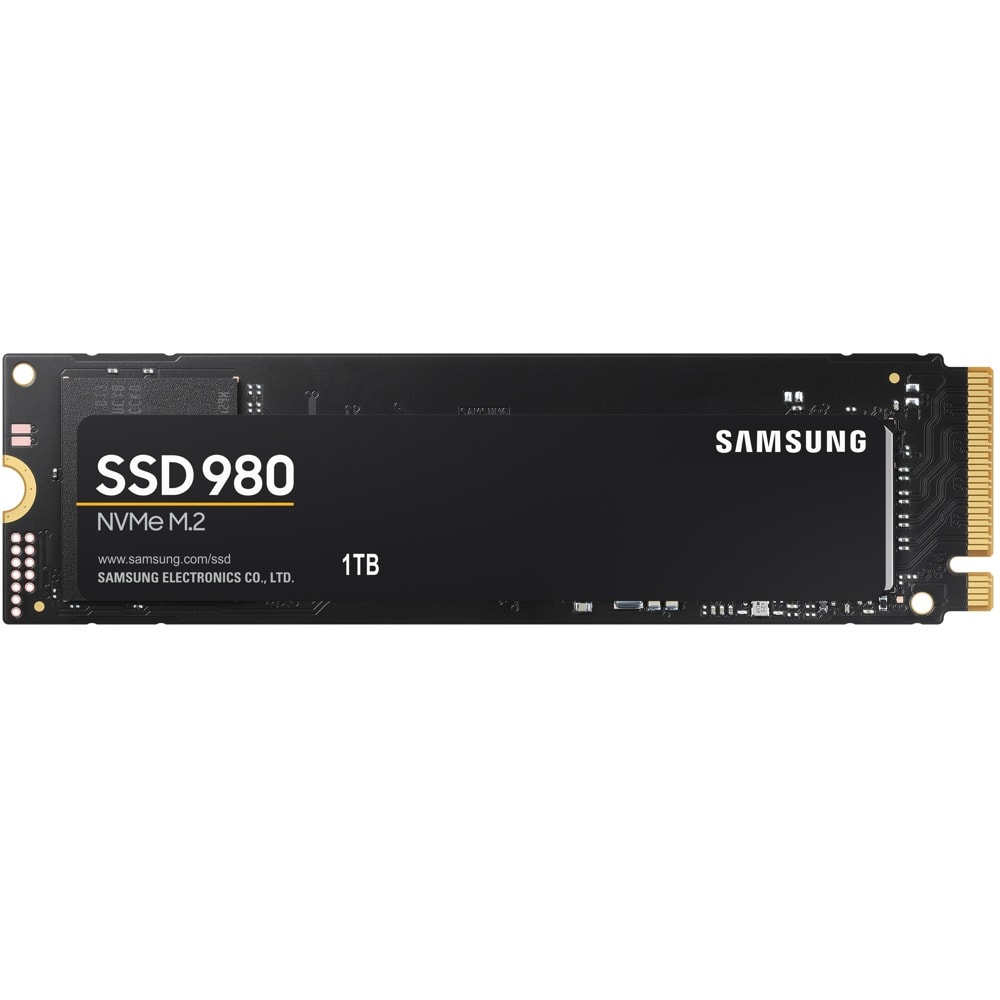 SAMSUNG
SSD 980
NVMe M.2
www.samsung.com/ssd
SAMSUNG ELECTRONICS CO., LTD.
1TB